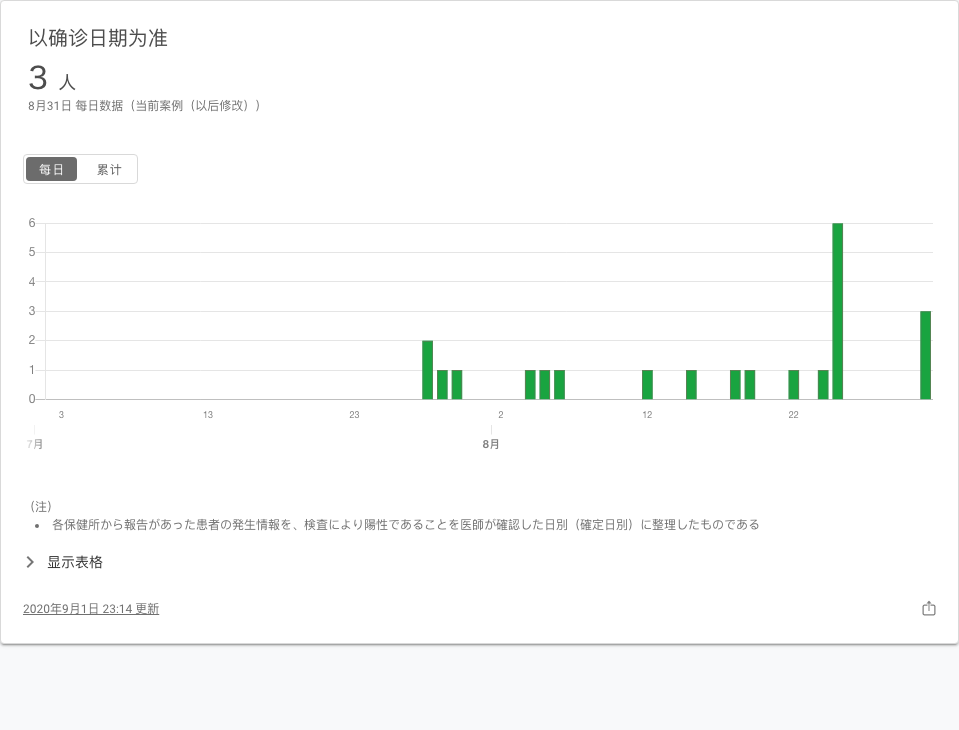 以确诊日期为准
3 人
8月31日 每日数据（当前案例（以后修改））
每日 累计
6
5
4
3
2
1
0
3 13 23 2 12 22
7月 8月
（注）
• 各保健所から報告があった患者の発生情報を、検査により陽性であることを医師が確認した日別（確定日別）に整理したものである
显示表格
2020年9月1日 23:14 更新